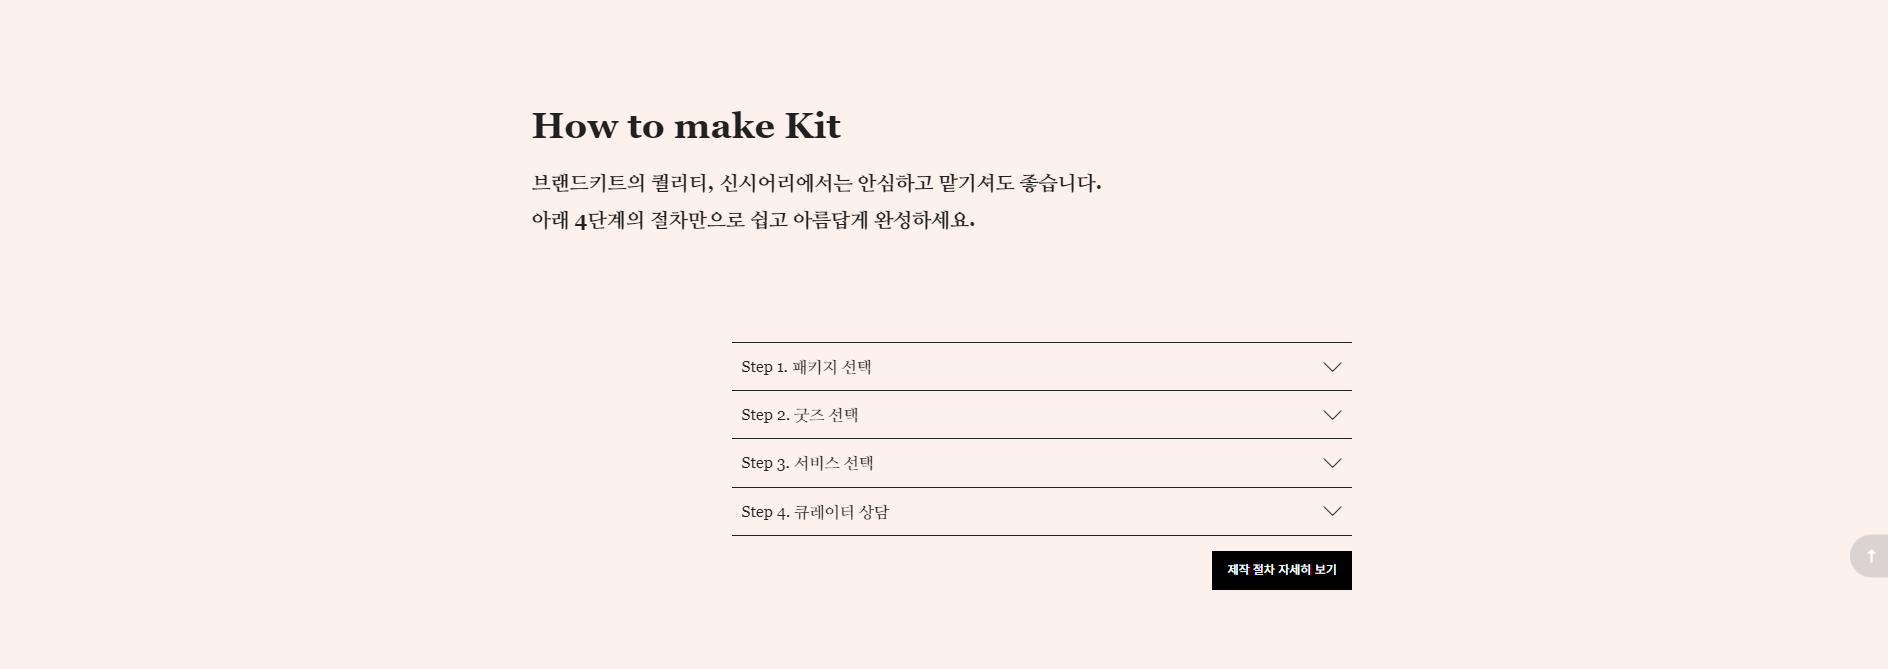 How to make Kit
브랜드키트의 퀄리티, 신시어리에서는 안심하고 맡기셔도 좋습니다.
아래 4단계의 절차만으로 쉽고 아름답게 완성하세요.
Step 1. 패키지 선택
Step 2. 굿즈 선택
Step 3. 서비스 선택
Step 4. 큐레이터 상담
제작 절차 자세히 보기